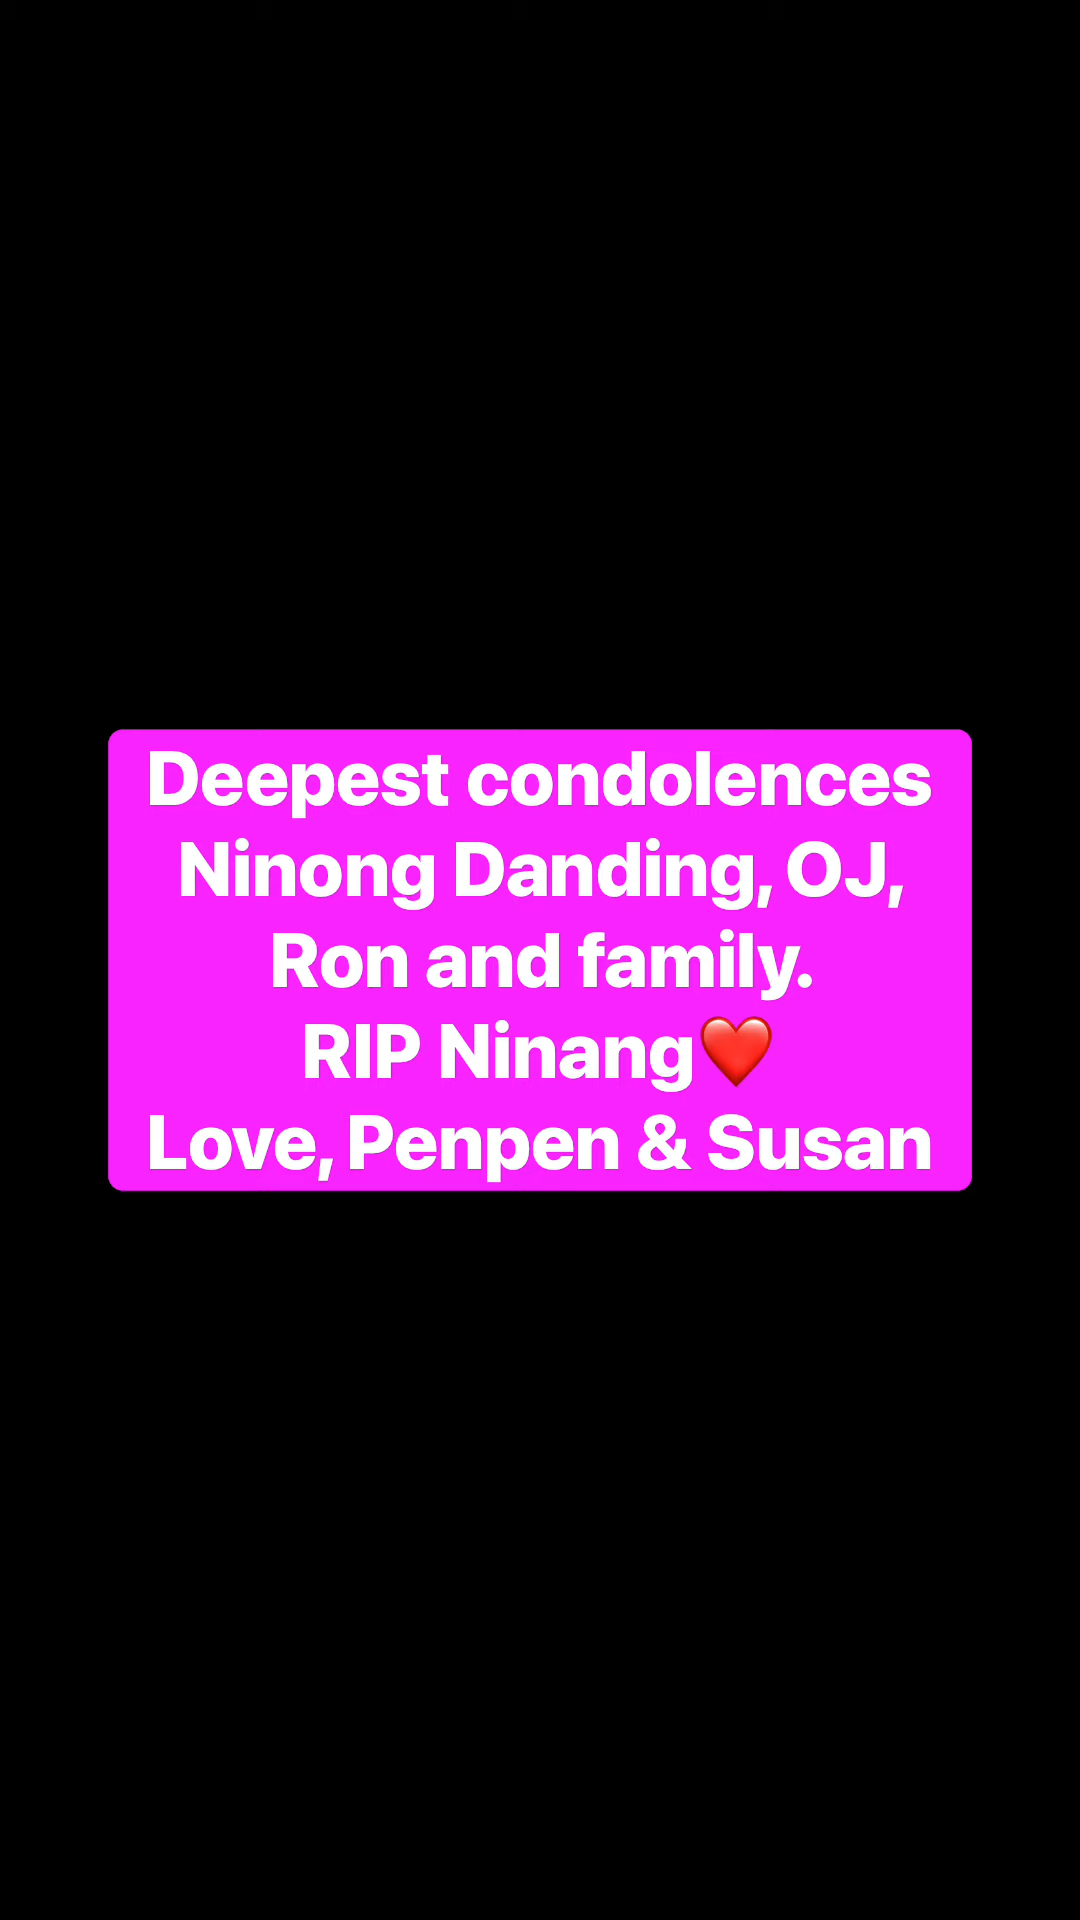 Deepest condolences
Ninong Danding, OJ,
Ron and family.
RIP Ninang❤️
Love, Penpen & Susan